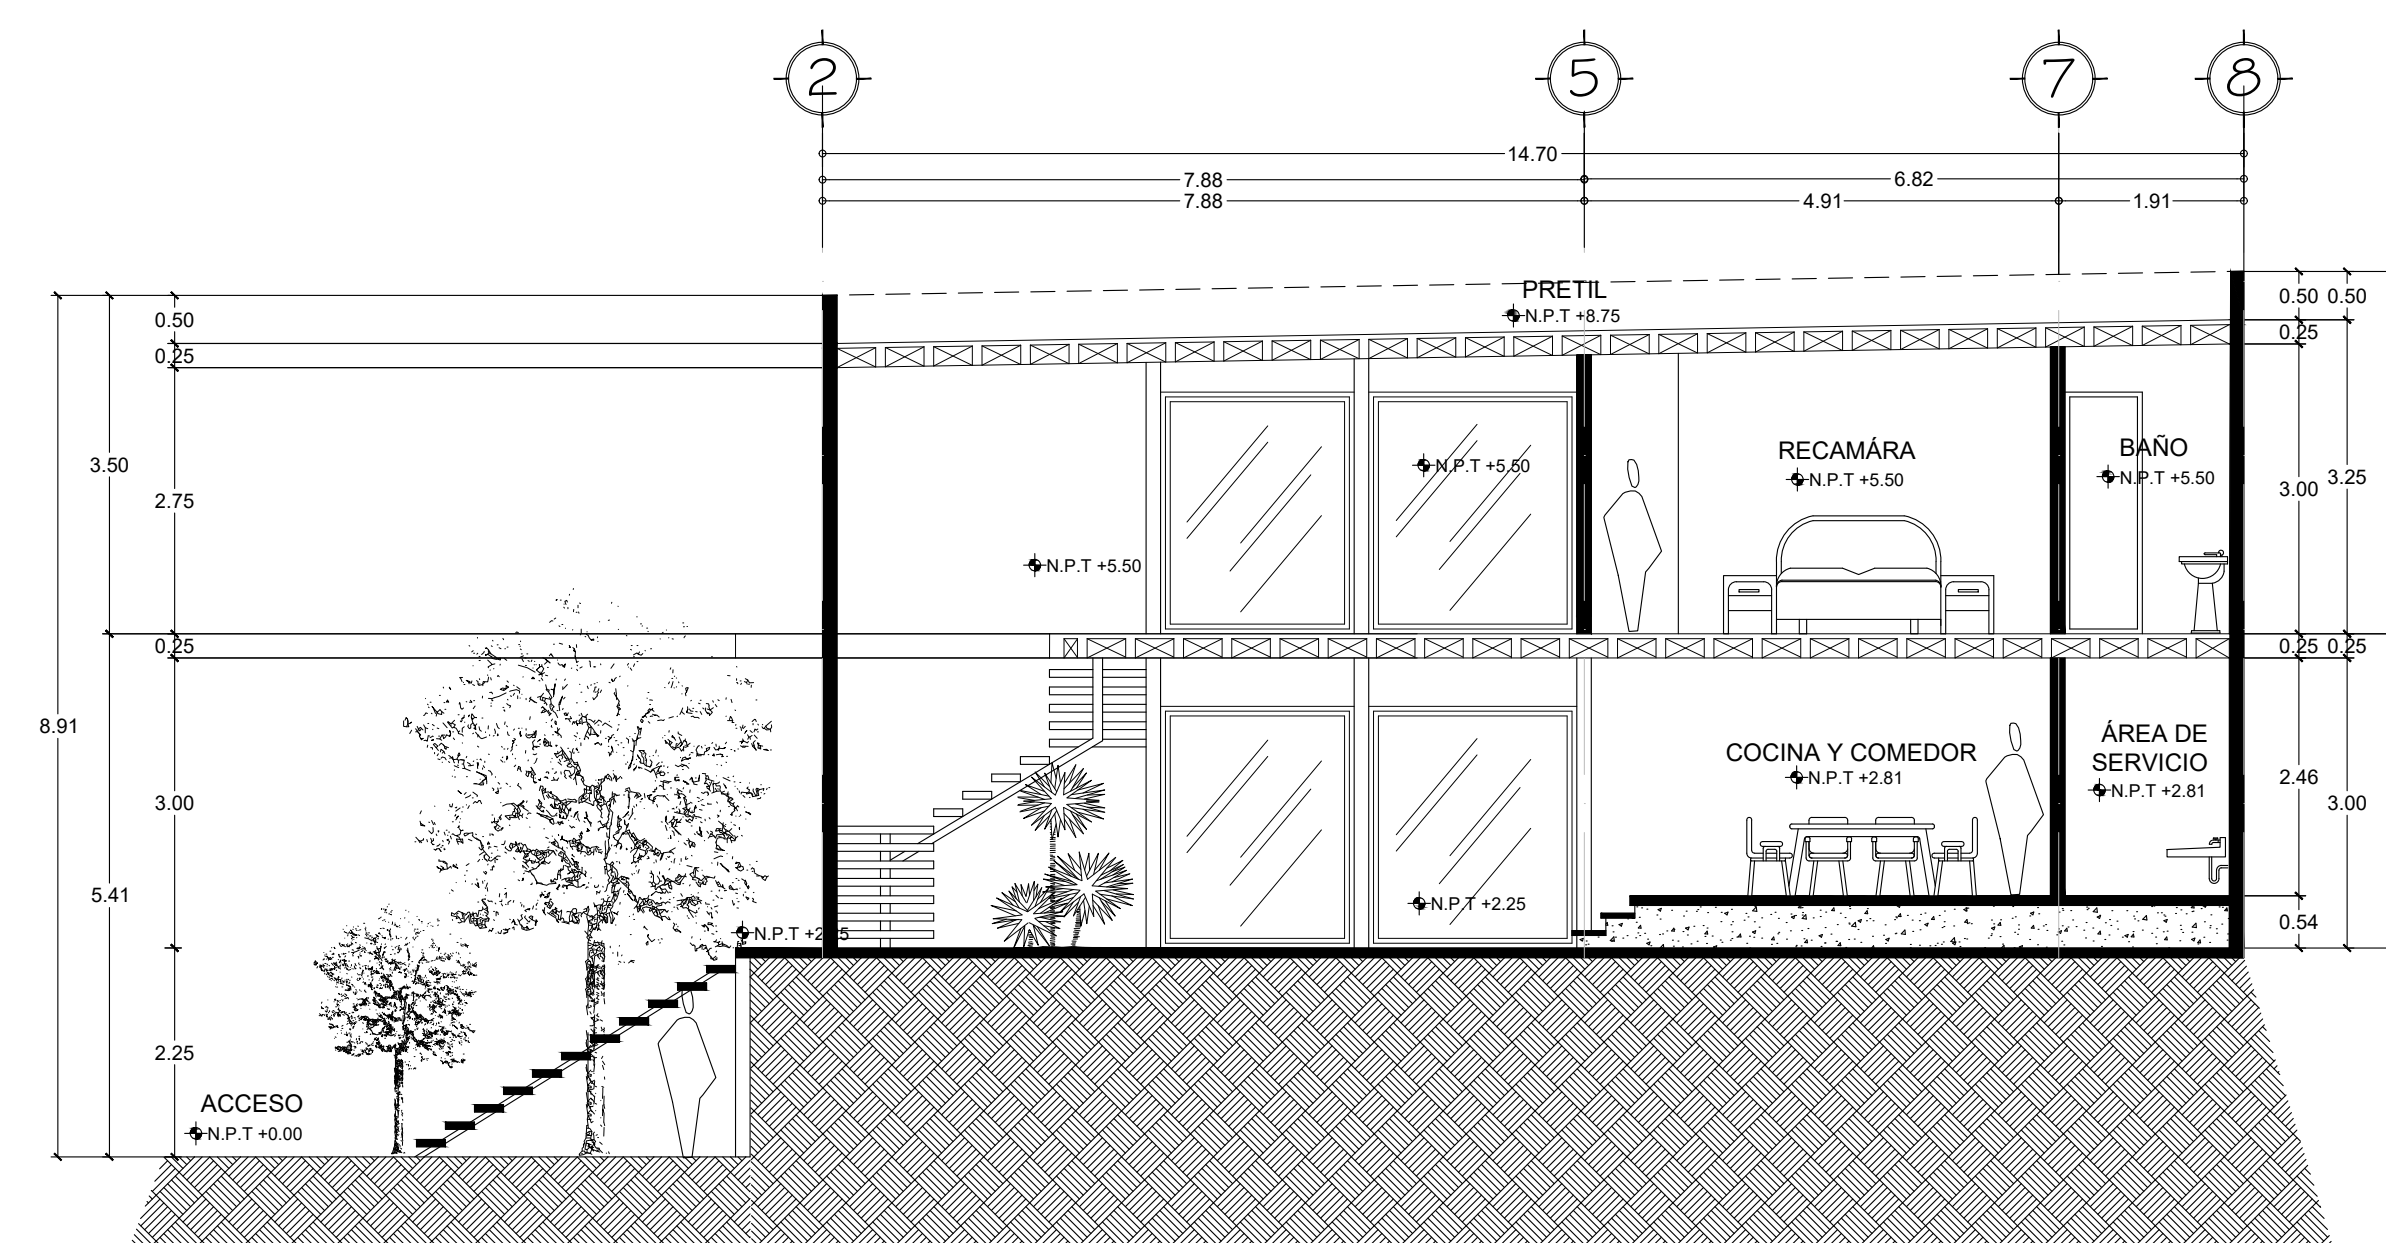 2 5 7 8
14.70
7.88 6.82
7.88 4.91 1.91
PRETIL
N.P.T +8.75
0.50 0.50 0.50
0.25 0.25
3.50
2.75
N.P.T +5.50
RECAMÁRA
N.P.T +5.50
BAÑO
N.P.T +5.50
3.00 3.25
N.P.T +5.50
0.25 0.25 0.25
8.91
3.00
COCINA Y COMEDOR
N.P.T +2.81
ÁREA DE
SERVICIO
N.P.T +2.81
2.46
3.00
5.41
N.P.T +2.25
N.P.T +2.25
0.54
2.25
ACCESO
N.P.T +0.00